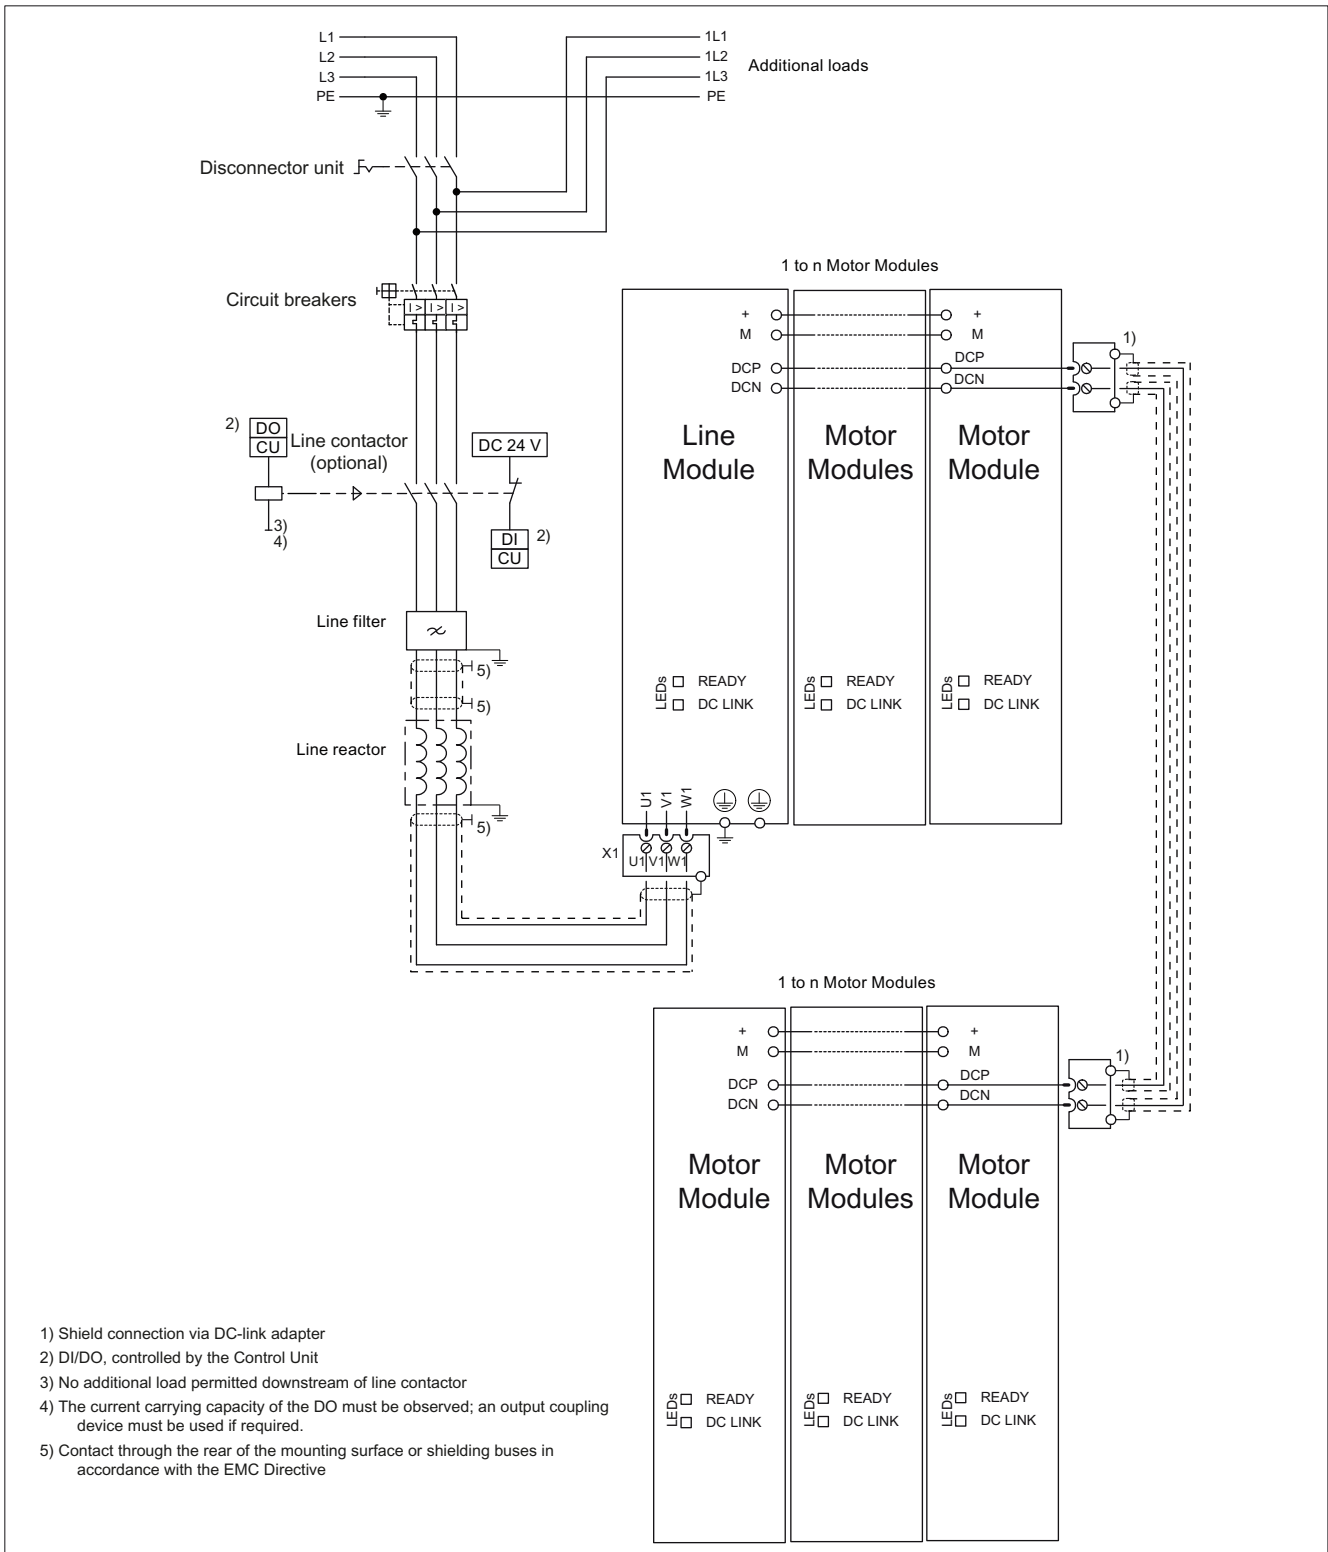 L1
L2
L3
PE
1L1
1L2
1L3
PE
Additional loads
Disconnector unit
Circuit breakers
I > I > I >
2) DO
CU
Line contactor
(optional)
3)
4)
DC 24 V
DI 2)
CU
Line filter
5)
5)
Line reactor
5)
1 to n Motor Modules
+ +
M M
DCP DCP
DCN DCN
1)
Line
Module
Motor
Modules
Motor
Module
LEDs READY
DC LINK
LEDs READY
DC LINK
LEDs READY
DC LINK
U1 V1 W1
X1
U1 V1 W1
1 to n Motor Modules
+ +
M M
DCP DCP
DCN DCN
1)
Motor
Module
Motor
Modules
Motor
Module
LEDs READY
DC LINK
LEDs READY
DC LINK
LEDs READY
DC LINK
1) Shield connection via DC-link adapter
2) DI/DO, controlled by the Control Unit
3) No additional load permitted downstream of line contactor
4) The current carrying capacity of the DO must be observed; an output coupling
device must be used if required.
5) Contact through the rear of the mounting surface or shielding buses in
accordance with the EMC Directive